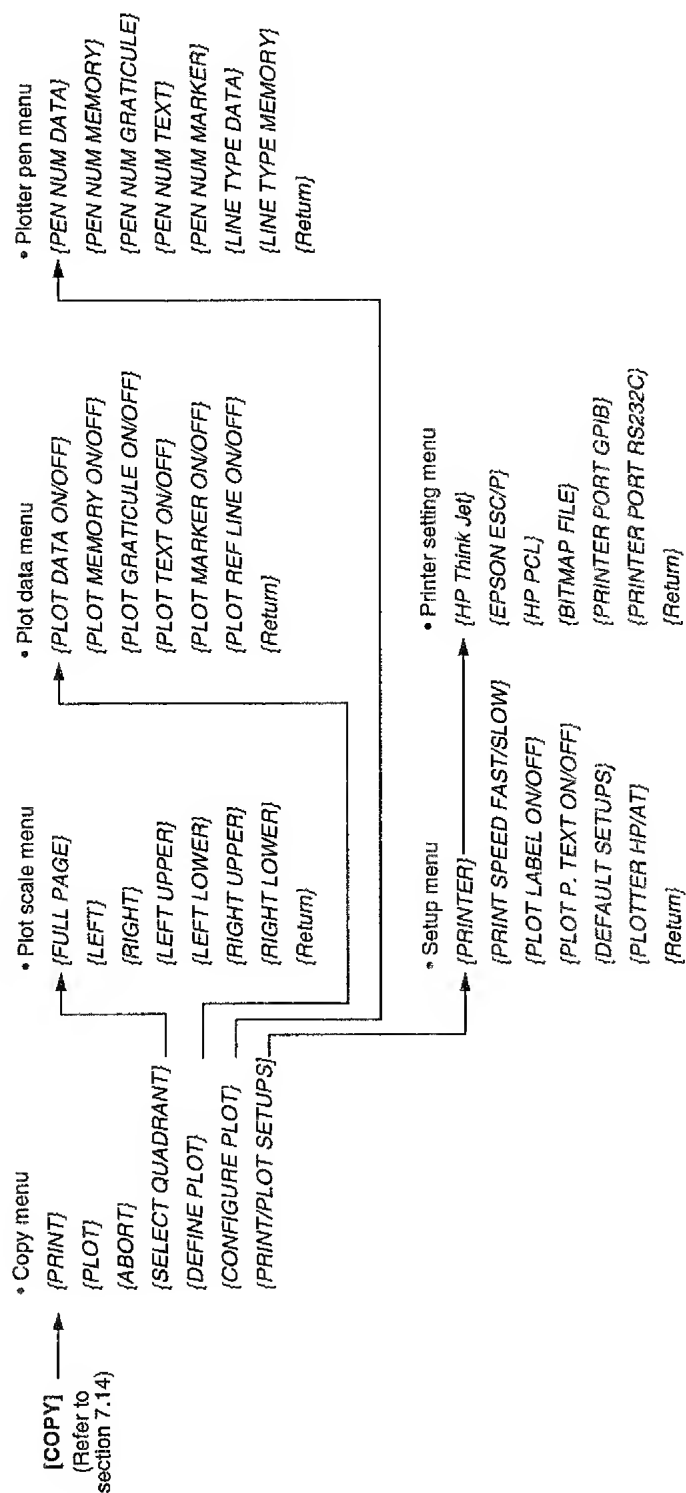 [COPY]
(Refer to
section 7.14)
• Copy menu
{PRINT}
{PLOT}
{ABORT}
{SELECT QUADRANT}
{DEFINE PLOT}
{CONFIGURE PLOT}
{PRINT/PLOT SETUPS}
• Plot scale menu
{FULL PAGE}
{LEFT}
{RIGHT}
{LEFT UPPER}
{LEFT LOWER}
{RIGHT UPPER}
{RIGHT LOWER}
{Return}
• Plot data menu
{PLOT DATA ON/OFF}
{PLOT MEMORY ON/OFF}
{PLOT GRATICULE ON/OFF}
{PLOT TEXT ON/OFF}
{PLOT MARKER ON/OFF}
{PLOT REF LINE ON/OFF}
{Return}
• Plotter pen menu
{PEN NUM DATA}
{PEN NUM MEMORY}
{PEN NUM GRATICULE}
{PEN NUM TEXT}
{PEN NUM MARKER}
{LINE TYPE DATA}
{LINE TYPE MEMORY}
{Return}
• Setup menu
{PRINTER}
{PRINT SPEED FAST/SLOW}
{PLOT LABEL ON/OFF}
{PLOT P. TEXT ON/OFF}
{DEFAULT SETUPS}
{PLOTTER HP/AT}
{Return}
• Printer setting menu
{HP Think Jet}
{EPSON ESC/P}
{HP PCL}
{BITMAP FILE}
{PRINTER PORT GPIB}
{PRINTER PORT RS232C}
{Return}